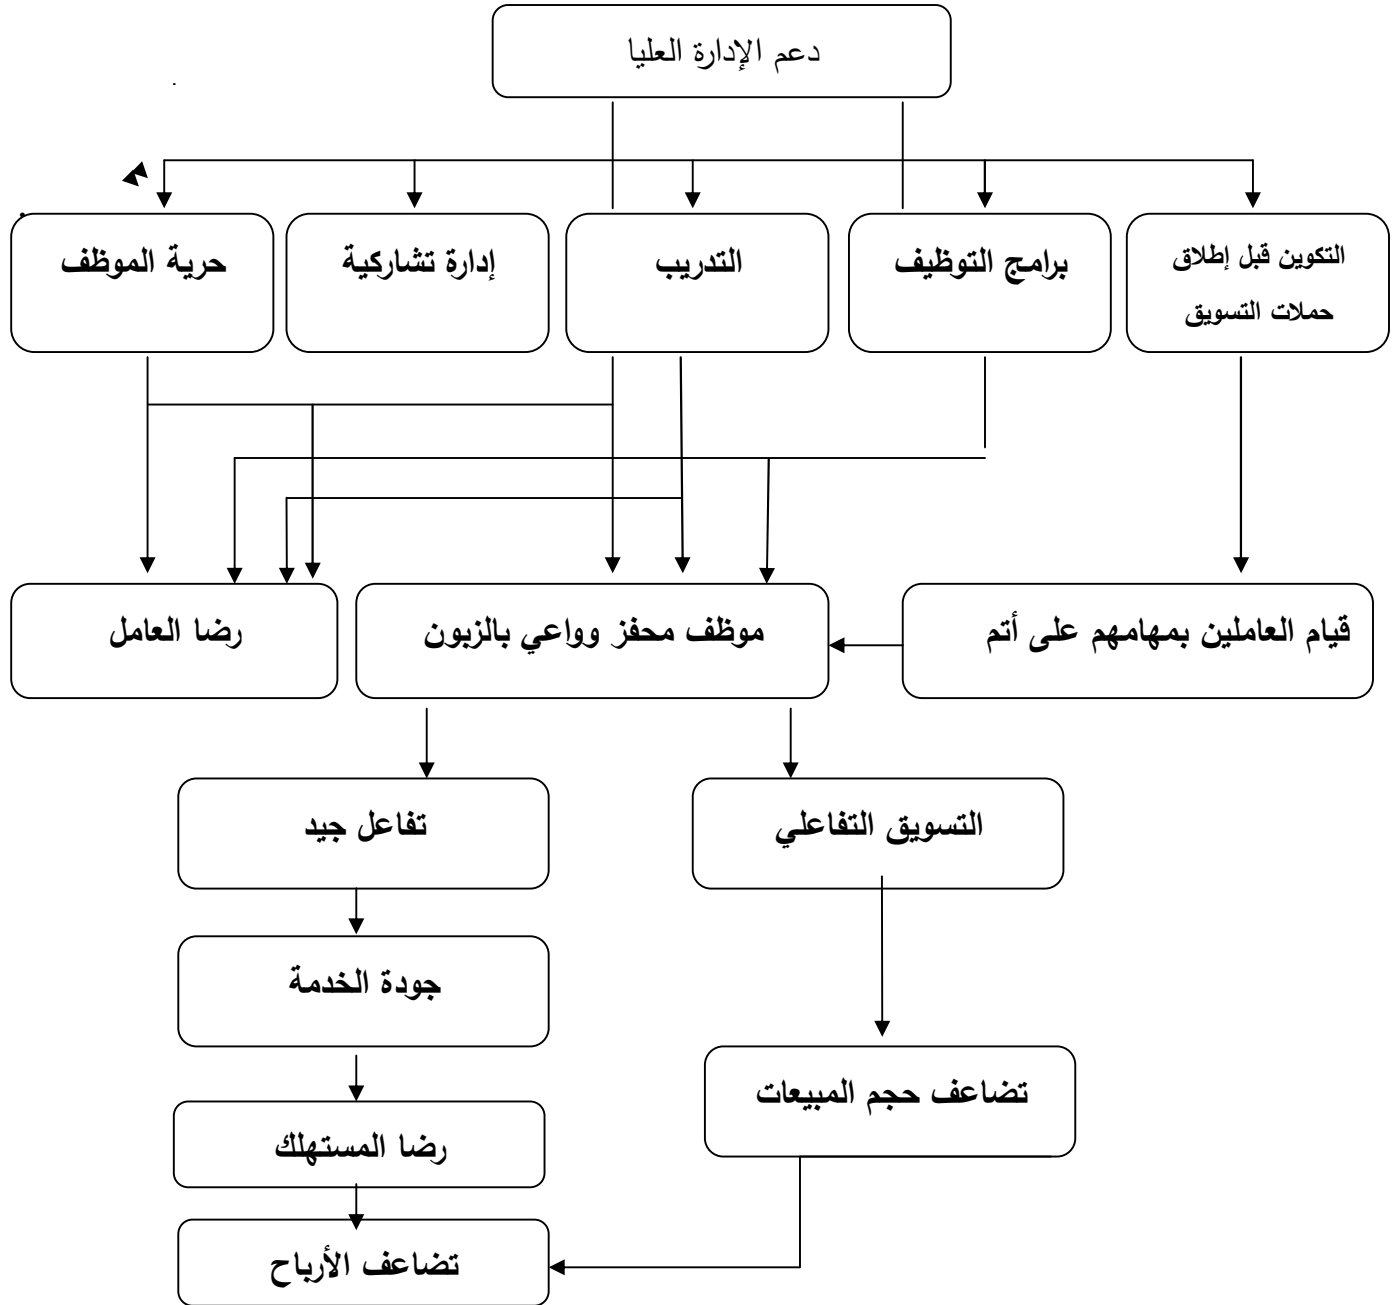 دعم الإدارة العليا
التكوين قبل إطلاق
حملات التسويق
برامج التوظيف
التدريب
إدارة تشاركية
حرية الموظف
قيام العاملين بمهامهم على أتم
موظف محفز وواعي بالزبون
رضا العامل
التسويق التفاعلي
تفاعل جيد
جودة الخدمة
تضاعف حجم المبيعات
رضا المستهلك
تضاعف الأرباح